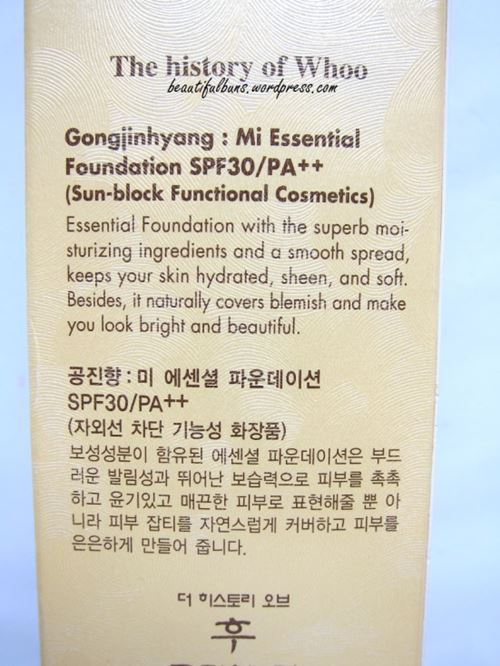 The history of Whoo
beautifulbuns.wordpress.com
Gongjinhyang : Mi Essential
Foundation SPF30/PA++
(Sun-block Functional Cosmetics)
Essential Foundation with the superb moi-
sturizing ingredients and a smooth spread,
keeps your skin hydrated, sheen, and soft.
Besides, it naturally covers blemish and make
you look bright and beautiful.
공진향 : 미 에센셜 파운데이션
SPF30/PA++
(자외선 차단 기능성 화장품)
보성성분이 함유된 에센셜 파운데이션은 부드
러운 발림성과 뛰어난 보습력으로 피부를 촉촉
하고 윤기있고 매끈한 피부로 표현해줄 뿐 아
니라 피부 잡티를 자연스럽게 커버하고 피부를
은은하게 만들어 줍니다.
더 히스토리 오브
후